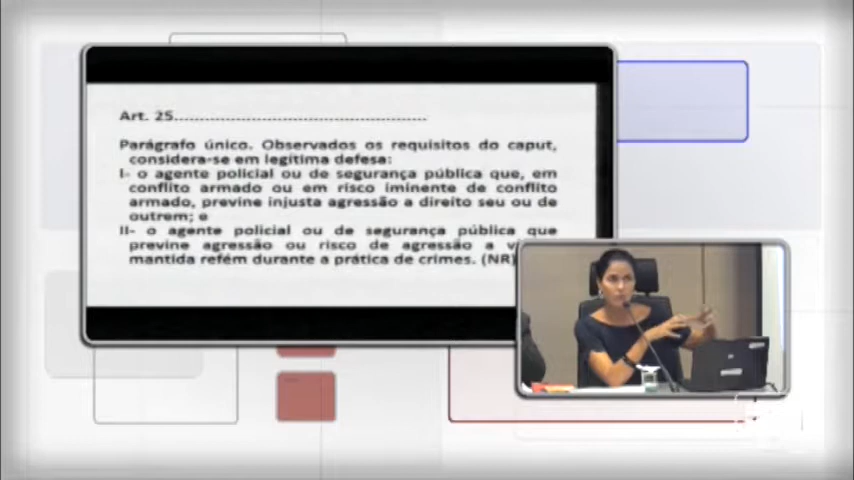 Art. 25............................................................
Parágrafo único. Observados os requisitos do caput,
considera-se em legítima defesa:
I- o agente policial ou de segurança pública que, em
conflito armado ou em risco iminente de conflito
armado, previne injusta agressão a direito seu ou de
outrem; e
II- o agente policial ou de segurança pública que
previne agressão ou risco de agressão a
mantida refém durante a prática de crimes. (NR)